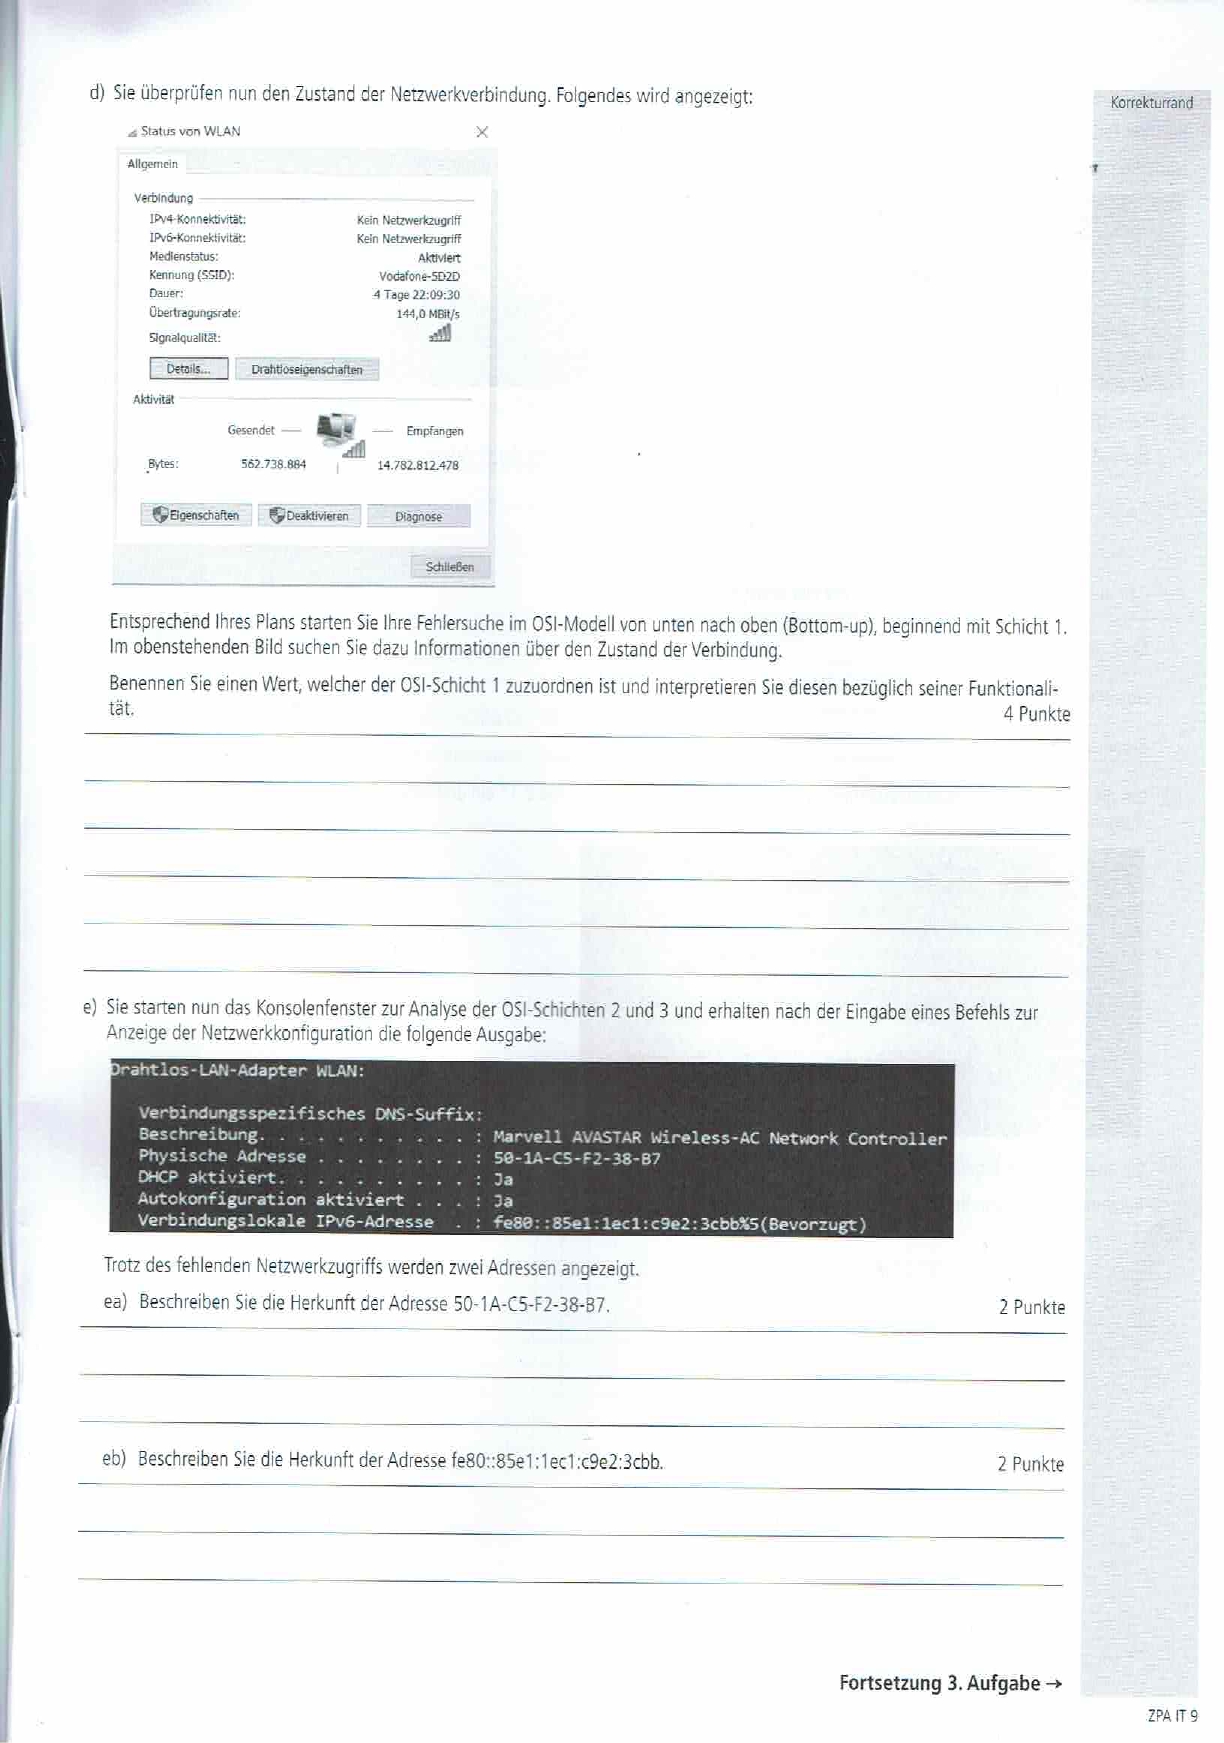 d) Sie überprüfen nun den Zustand der Netzwerkverbindung. Folgendes wird angezeigt:
Korrekturrand
Status von WLAN
Allgemein
Verbindung
IPv4-Konnektivität: Kein Netzwerkzugriff
IPv6-Konnektivität: Kein Netzwerkzugriff
Medienstatus: Aktiviert
Kennung (SSID): Vodafone-5D2D
Dauer: 4 Tage 22:09:30
Übertragungsrate: 144,0 MBit/s
Signalqualität:
Details... Drahtloseigenschaften
Aktivität
Gesendet — — Empfangen
Bytes: 562.738.884 | 14.782.812.478
Eigenschaften Deaktivieren Diagnose
Schließen
Entsprechend Ihres Plans starten Sie Ihre Fehlersuche im OSI-Modell von unten nach oben (Bottom-up), beginnend mit Schicht 1.
Im obenstehenden Bild suchen Sie dazu Informationen über den Zustand der Verbindung.
Benennen Sie einen Wert, welcher der OSI-Schicht 1 zuzuordnen ist und interpretieren Sie diesen bezüglich seiner Funktionali-
tät. 4 Punkte
e) Sie starten nun das Konsolenfenster zur Analyse der OSI-Schichten 2 und 3 und erhalten nach der Eingabe eines Befehls zur
Anzeige der Netzwerkkonfiguration die folgende Ausgabe:
Drahtlos-LAN-Adapter WLAN:
Verbindungsspezifisches DNS-Suffix:
Beschreibung. . . . . . . . . . . : Marvell AVASTAR Wireless-AC Network Controller
Physische Adresse . . . . . . . . : 50-1A-C5-F2-38-B7
DHCP aktiviert. . . . . . . . . . : Ja
Autokonfiguration aktiviert . . . : Ja
Verbindungslokale IPv6-Adresse . : fe80::85e1:1ec1:c9e2:3cbb%5(Bevorzugt)
Trotz des fehlenden Netzwerkzugriffs werden zwei Adressen angezeigt.
ea) Beschreiben Sie die Herkunft der Adresse 50-1A-C5-F2-38-B7. 2 Punkte
eb) Beschreiben Sie die Herkunft der Adresse fe80::85e1:1ec1:c9e2:3cbb. 2 Punkte
Fortsetzung 3. Aufgabe →
ZPA IT 9